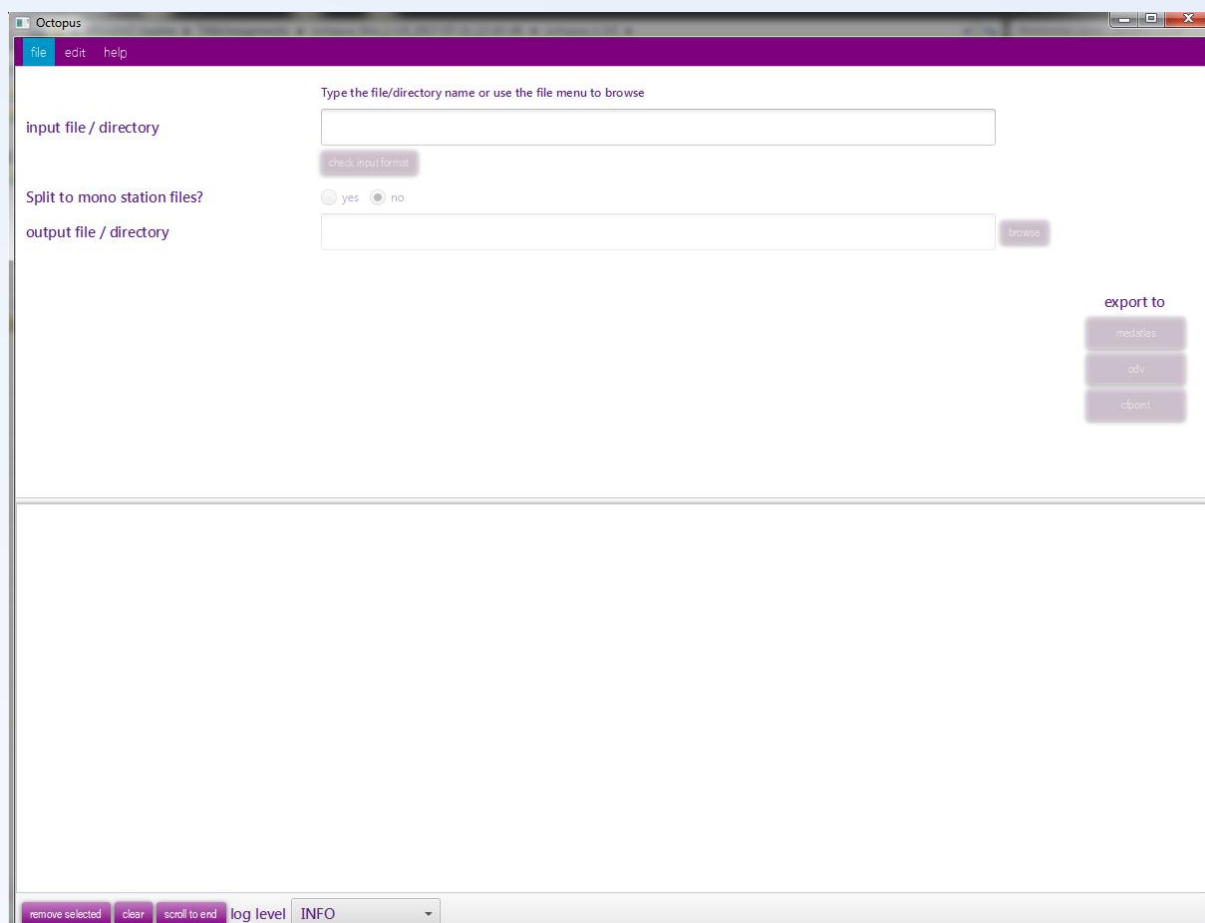 Octopus
file edit help
Type the file/directory name or use the file menu to browse
input file / directory
check input format
Split to mono station files? yes no
output file / directory browse
export to
medatlas
odv
cfpoint
remove selected clear scroll to end log level INFO